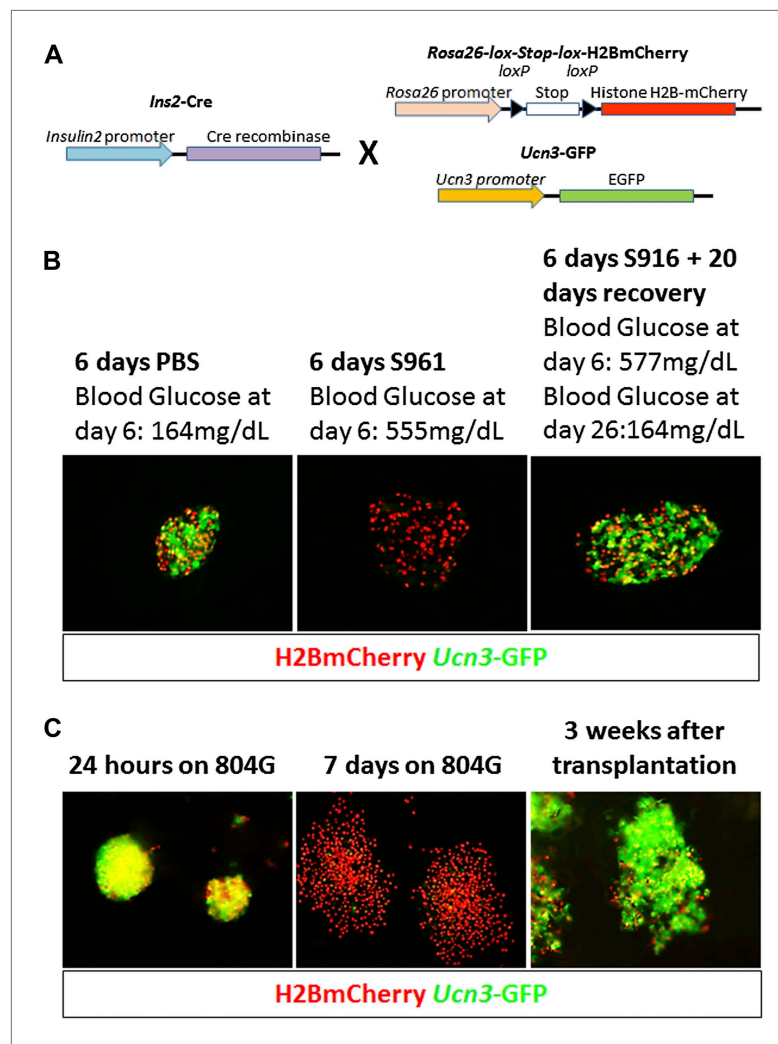 A
Rosa26-lox-Stop-lox-H2BmCherry
loxP loxP
Ins2-Cre
Rosa26 promoter Stop Histone H2B-mCherry
Insulin2 promoter Cre recombinase
X
Ucn3-GFP
Ucn3 promoter EGFP
B
6 days PBS
Blood Glucose at
day 6: 164mg/dL
6 days S961
Blood Glucose at
day 6: 555mg/dL
6 days S916 + 20
days recovery
Blood Glucose at
day 6: 577mg/dL
Blood Glucose at
day 26:164mg/dL
H2BmCherry Ucn3-GFP
C
24 hours on 804G
7 days on 804G
3 weeks after
transplantation
H2BmCherry Ucn3-GFP